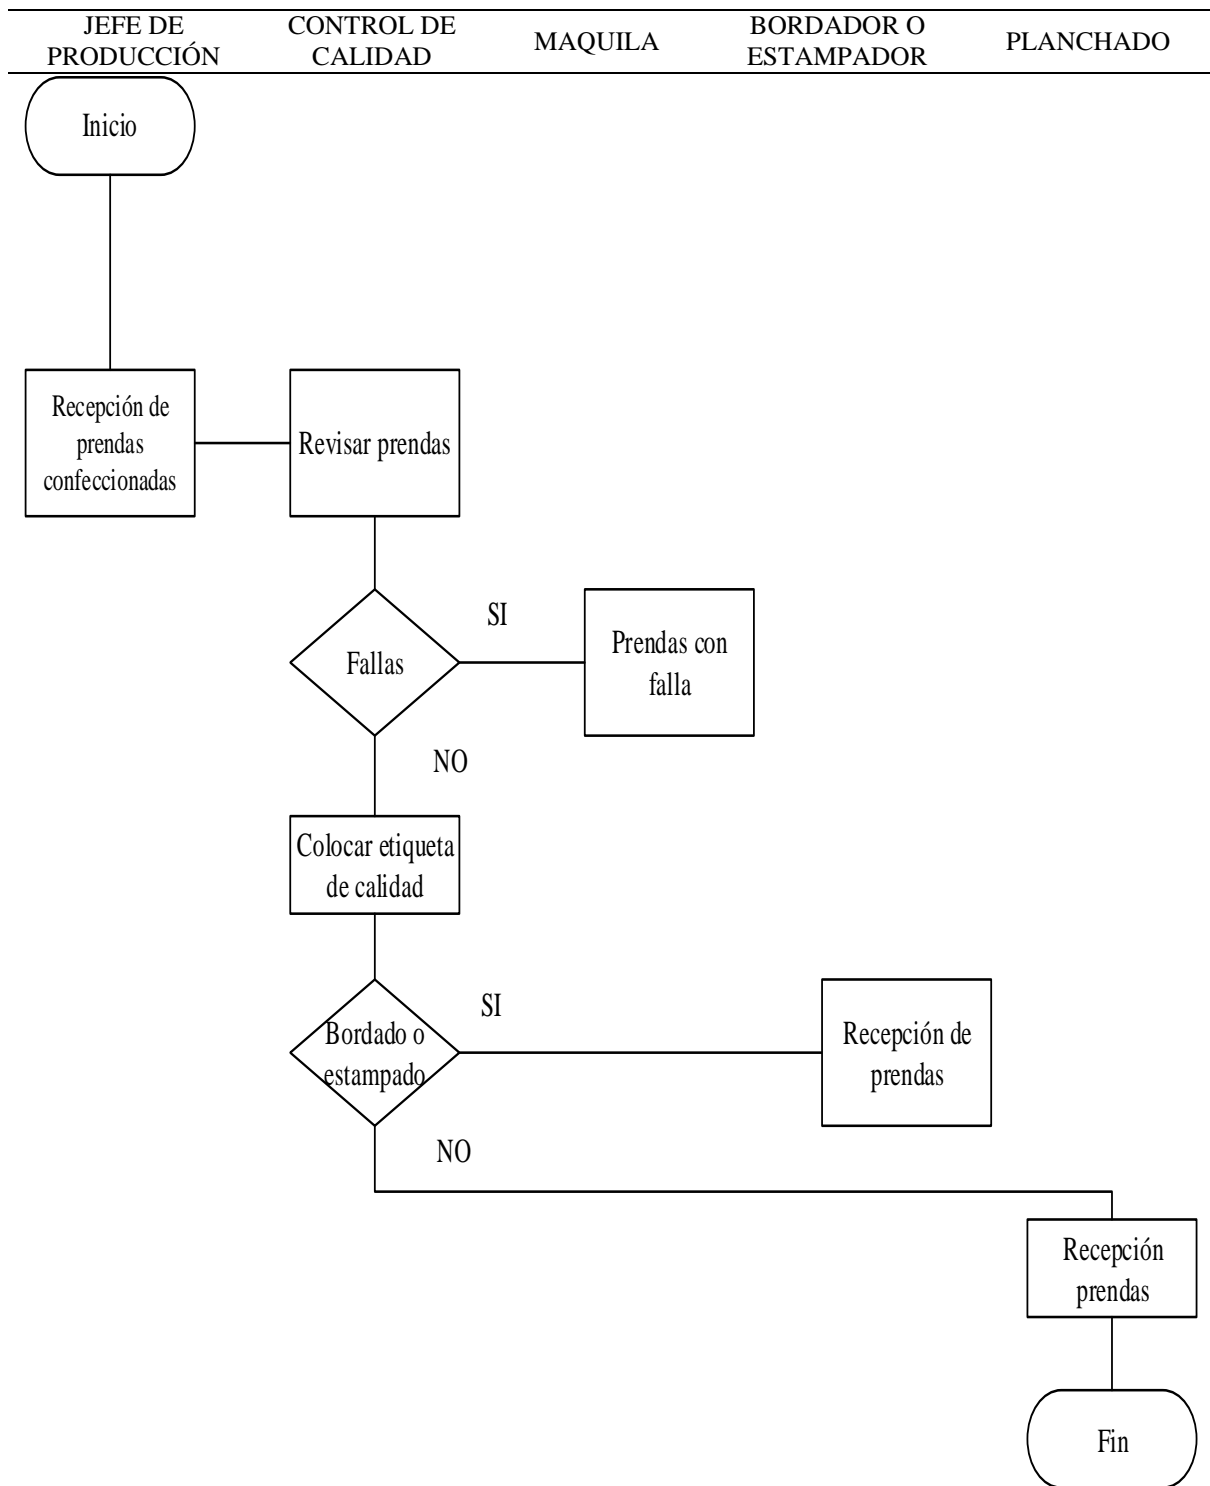 JEFE DE
PRODUCCIÓN
CONTROL DE
CALIDAD
MAQUILA
BORDADOR O
ESTAMPADOR
PLANCHADO
Inicio
Recepción de
prendas
confeccionadas
Revisar prendas
Fallas
SI
Prendas con
falla
NO
Colocar etiqueta
de calidad
Bordado o
estampado
SI
Recepción de
prendas
NO
Recepción
prendas
Fin